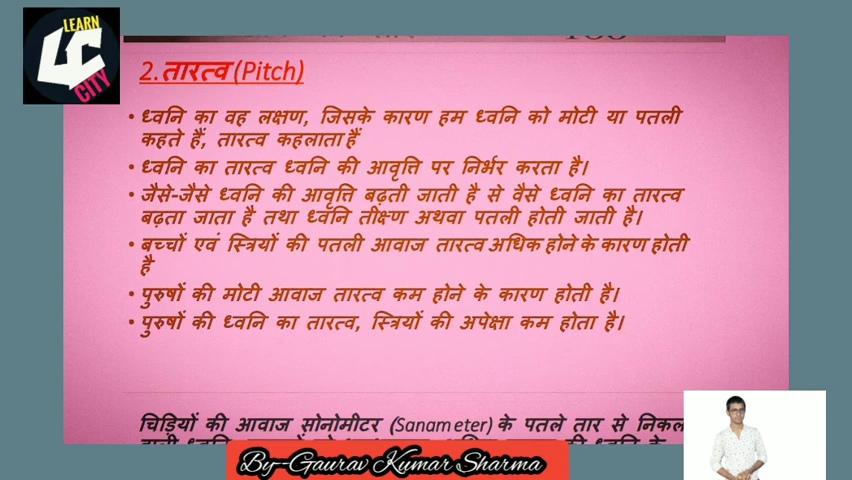 LEARN
LC
CITY
2. तारत्व (Pitch)
• ध्वनि का वह लक्षण, जिसके कारण हम ध्वनि को मोटी या पतली
कहते हैं, तारत्व कहलाता हैं
• ध्वनि का तारत्व ध्वनि की आवृत्ति पर निर्भर करता है।
• जैसे-जैसे ध्वनि की आवृत्ति बढ़ती जाती है से वैसे ध्वनि का तारत्व
बढ़ता जाता है तथा ध्वनि तीक्ष्ण अथवा पतली होती जाती है।
• बच्चों एवं स्त्रियों की पतली आवाज तारत्व अधिक होने के कारण होती
है
• पुरुषों की मोटी आवाज तारत्व कम होने के कारण होती है।
• पुरुषों की ध्वनि का तारत्व, स्त्रियों की अपेक्षा कम होता है।
चिड़ियों की आवाज सोनोमीटर (Sanameter) के पतले तार से निकल
By--Gaurav Kumar Sharma